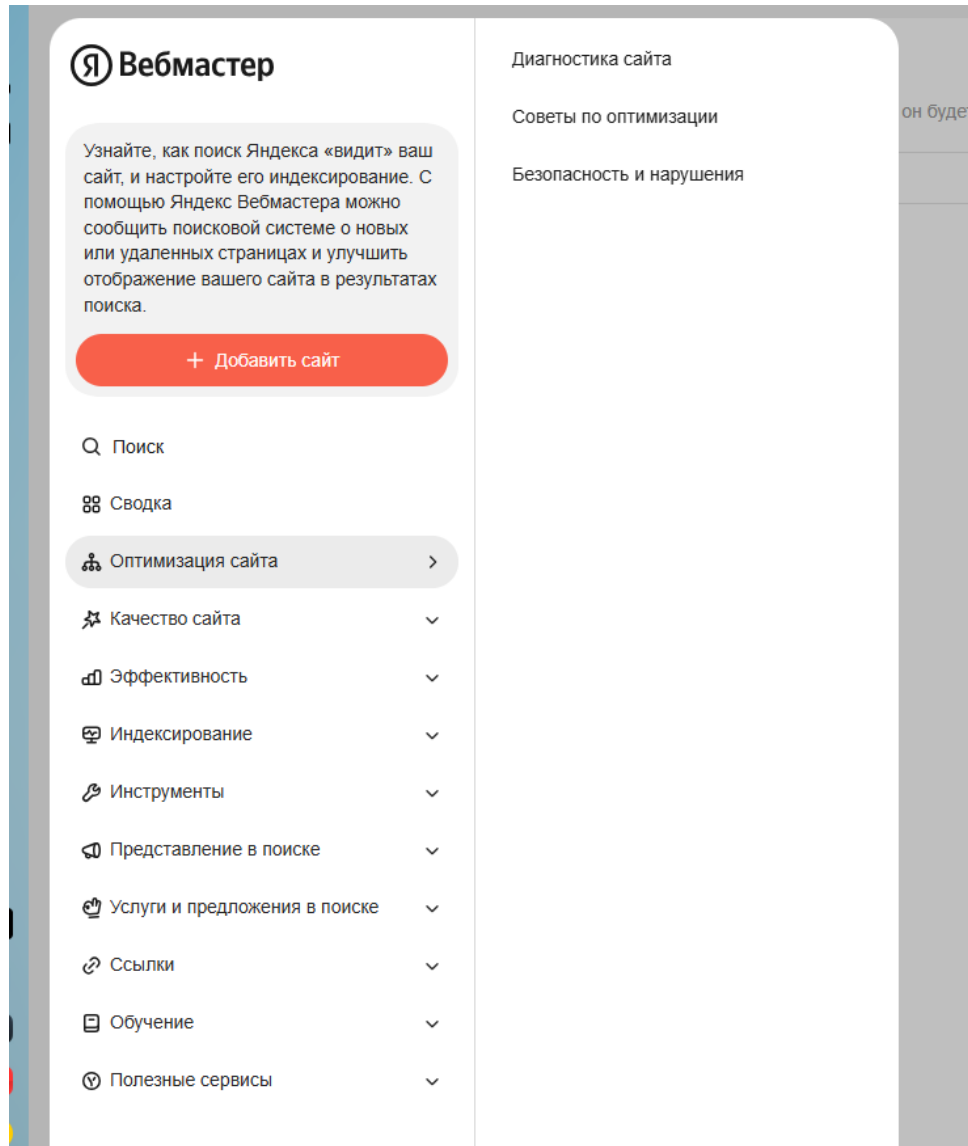 Я Вебмастер
Узнайте, как поиск Яндекса «видит» ваш
сайт, и настройте его индексирование. С
помощью Яндекс Вебмастера можно
сообщить поисковой системе о новых
или удаленных страницах и улучшить
отображение вашего сайта в результатах
поиска.
+ Добавить сайт
Поиск
Сводка
Оптимизация сайта
Качество сайта
Эффективность
Индексирование
Инструменты
Представление в поиске
Услуги и предложения в поиске
Ссылки
Обучение
Полезные сервисы
Диагностика сайта
Советы по оптимизации
Безопасность и нарушения
он